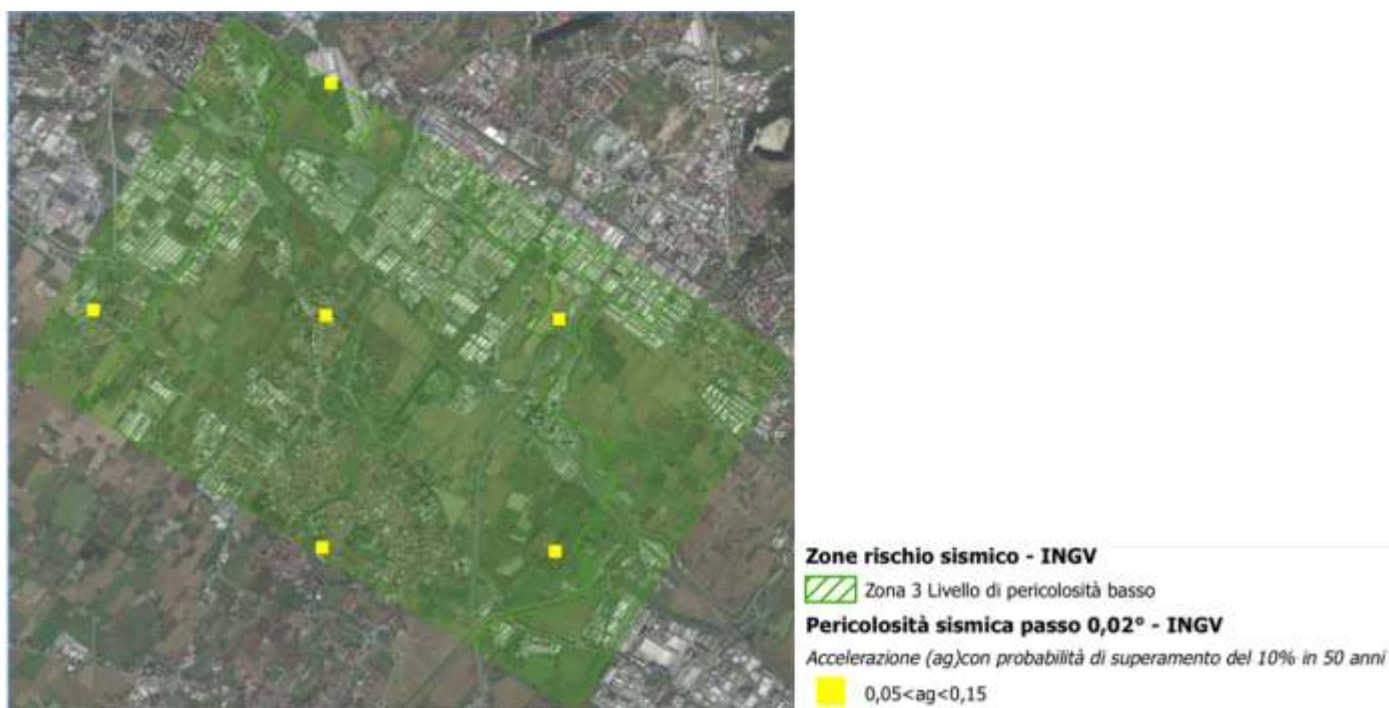 Zone rischio sismico - INGV
Zona 3 Livello di pericolosità basso
Pericolosità sismica passo 0,02° - INGV
Accelerazione (ag)con probabilità di superamento del 10% in 50 anni
0,05<ag<0,15